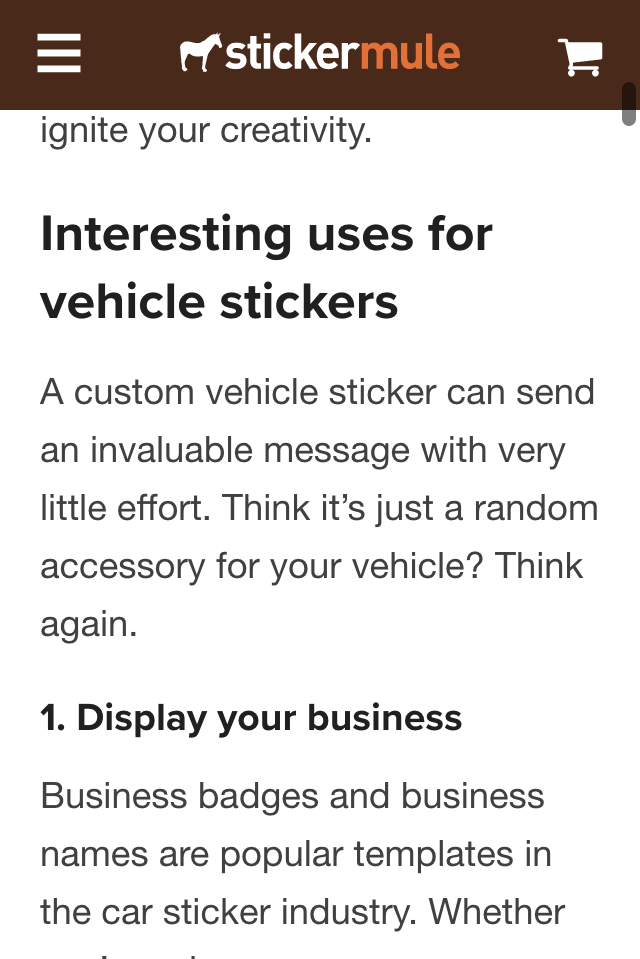 stickermule
ignite your creativity.
Interesting uses for
vehicle stickers
A custom vehicle sticker can send
an invaluable message with very
little effort. Think it’s just a random
accessory for your vehicle? Think
again.
1. Display your business
Business badges and business
names are popular templates in
the car sticker industry. Whether